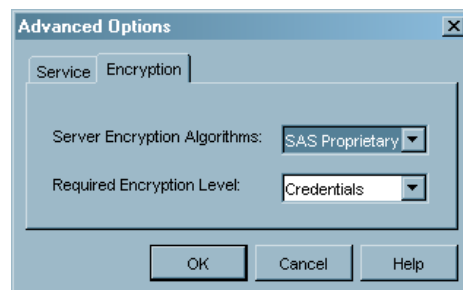 Advanced Options
Service Encryption
Server Encryption Algorithms: SAS Proprietary
Required Encryption Level: Credentials
OK Cancel Help